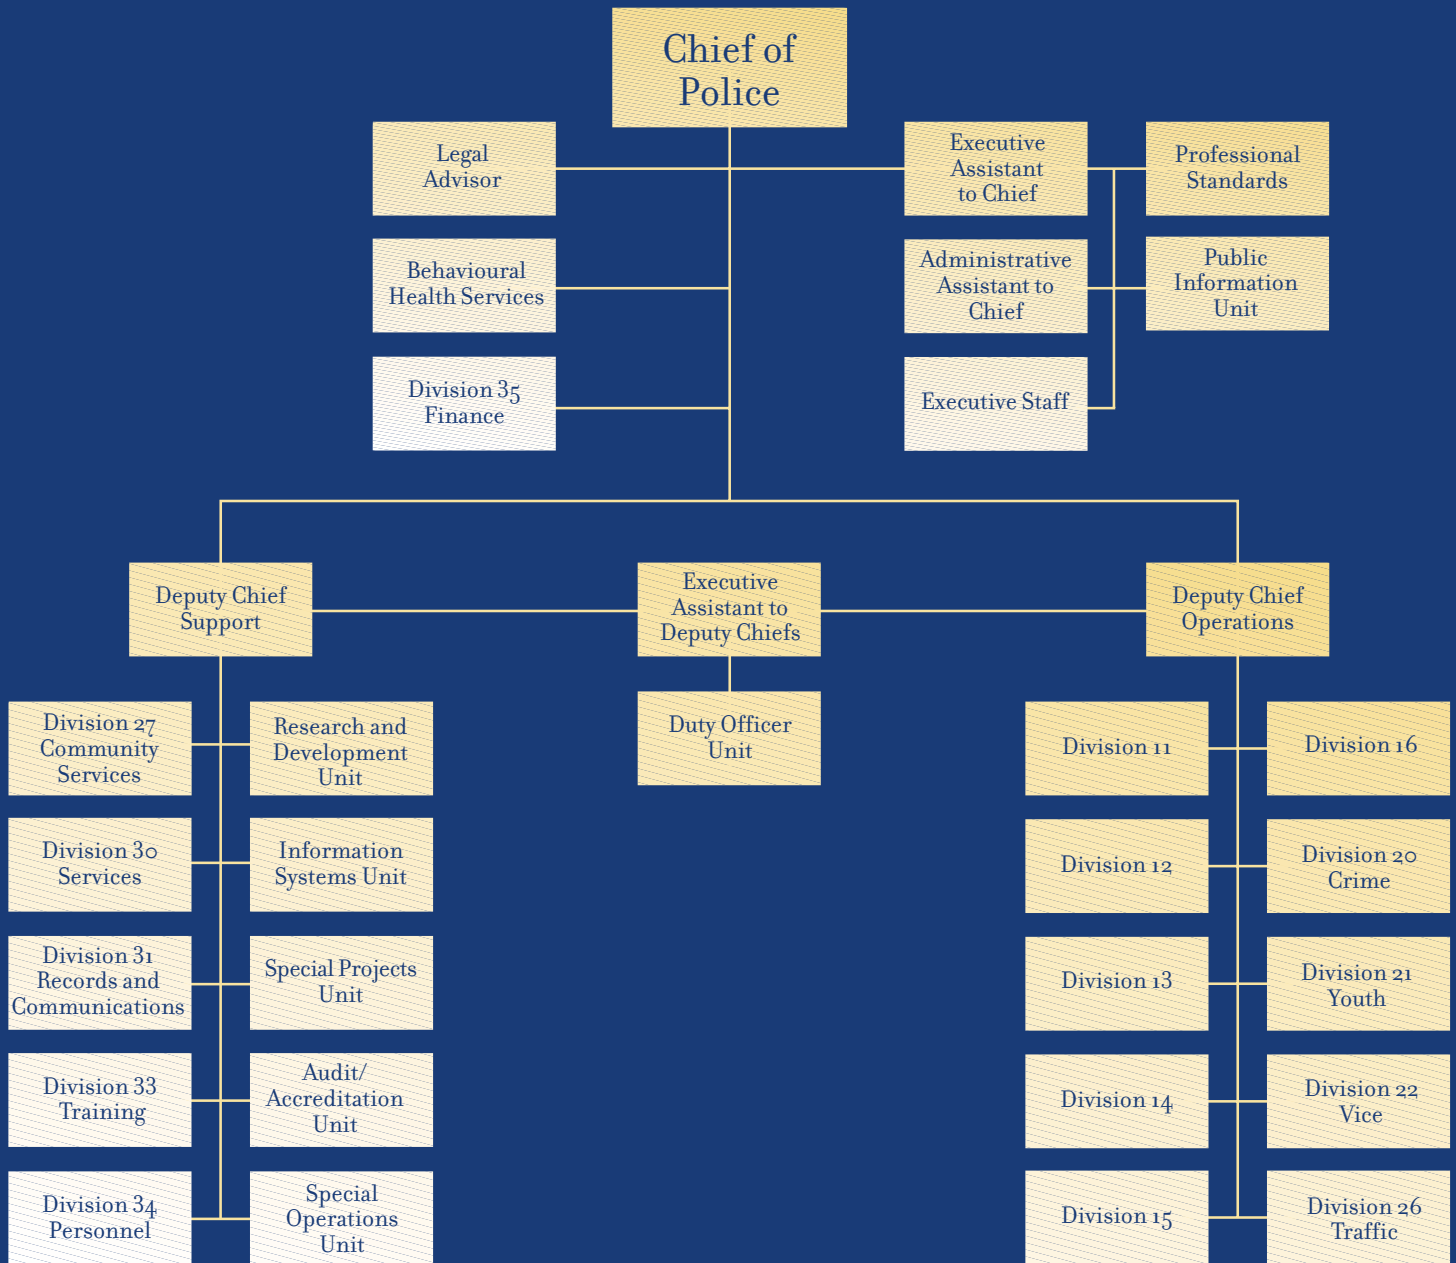 Chief of
Police
Legal
Advisor
Executive
Assistant
to Chief
Professional
Standards
Behavioural
Health Services
Administrative
Assistant to
Chief
Public
Information
Unit
Division 35
Finance
Executive Staff
Deputy Chief
Support
Executive
Assistant to
Deputy Chiefs
Deputy Chief
Operations
Duty Officer
Unit
Division 27
Community
Services
Research and
Development
Unit
Division 30
Services
Information
Systems Unit
Division 31
Records and
Communications
Special Projects
Unit
Division 33
Training
Audit/
Accreditation
Unit
Division 34
Personnel
Special
Operations
Unit
Division 11
Division 16
Division 12
Division 20
Crime
Division 13
Division 21
Youth
Division 14
Division 22
Vice
Division 15
Division 26
Traffic